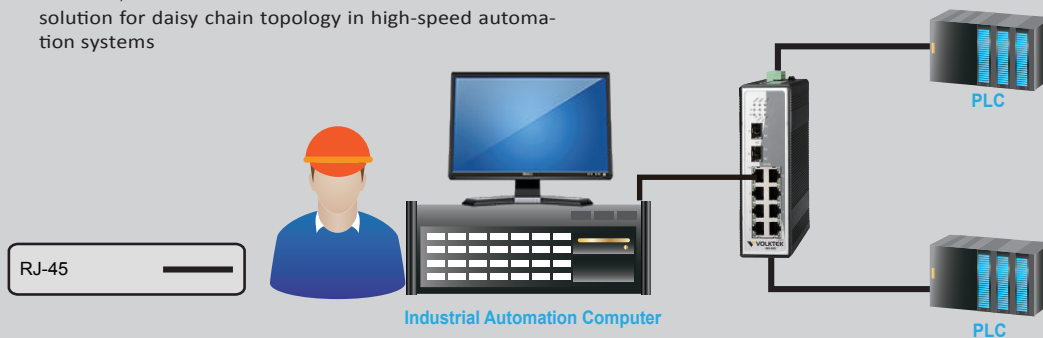 solution for daisy chain topology in high-speed automa-
tion systems
PLC
VOLKTEK
RJ-45
Industrial Automation Computer
PLC